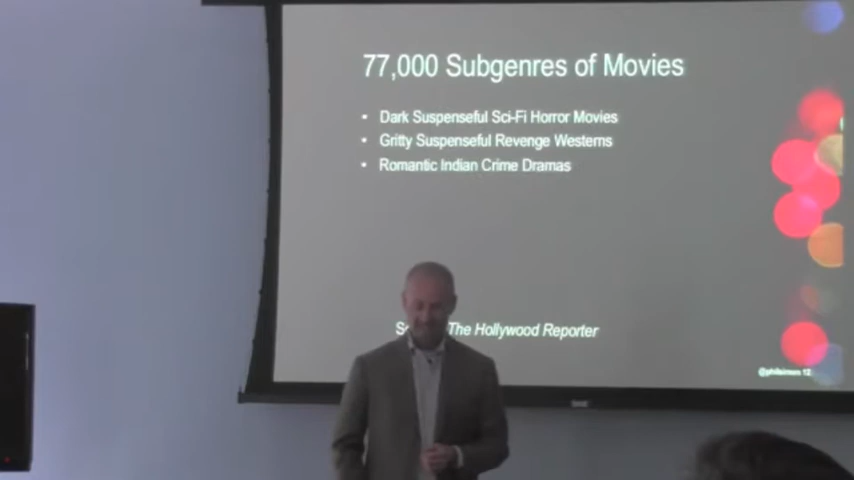 77,000 Subgenres of Movies
• Dark Suspenseful Sci-Fi Horror Movies
• Gritty Suspenseful Revenge Westerns
• Romantic Indian Crime Dramas
The Hollywood Reporter
@philsimon 12